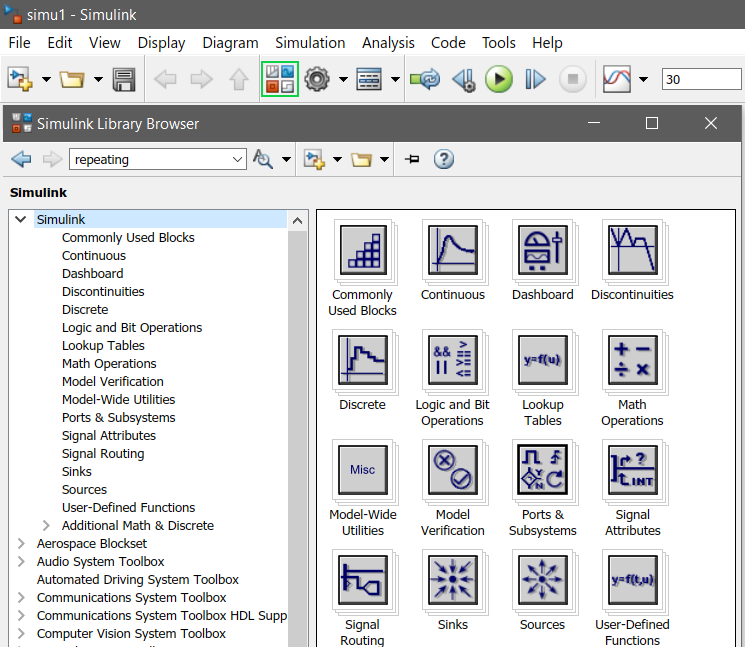 simu1 - Simulink
File Edit View Display Diagram Simulation Analysis Code Tools Help
30
Simulink Library Browser
repeating
Simulink
Simulink
Commonly Used Blocks
Continuous
Dashboard
Discontinuities
Discrete
Logic and Bit Operations
Lookup Tables
Math Operations
Model Verification
Model-Wide Utilities
Ports & Subsystems
Signal Attributes
Signal Routing
Sinks
Sources
User-Defined Functions
Additional Math & Discrete
Aerospace Blockset
Audio System Toolbox
Automated Driving System Toolbox
Communications System Toolbox
Communications System Toolbox HDL Supp
Computer Vision System Toolbox
Commonly
Used Blocks
Continuous
Dashboard
Discontinuities
&& >=
|| <=
y=f(u)
+ −
÷ ×
Discrete
Logic and Bit
Operations
Lookup
Tables
Math
Operations
Misc
?
INT
Model-Wide
Utilities
Model
Verification
Ports &
Subsystems
Signal
Attributes
y=f(t,u)
Signal
Routing
Sinks
Sources
User-Defined
Functions